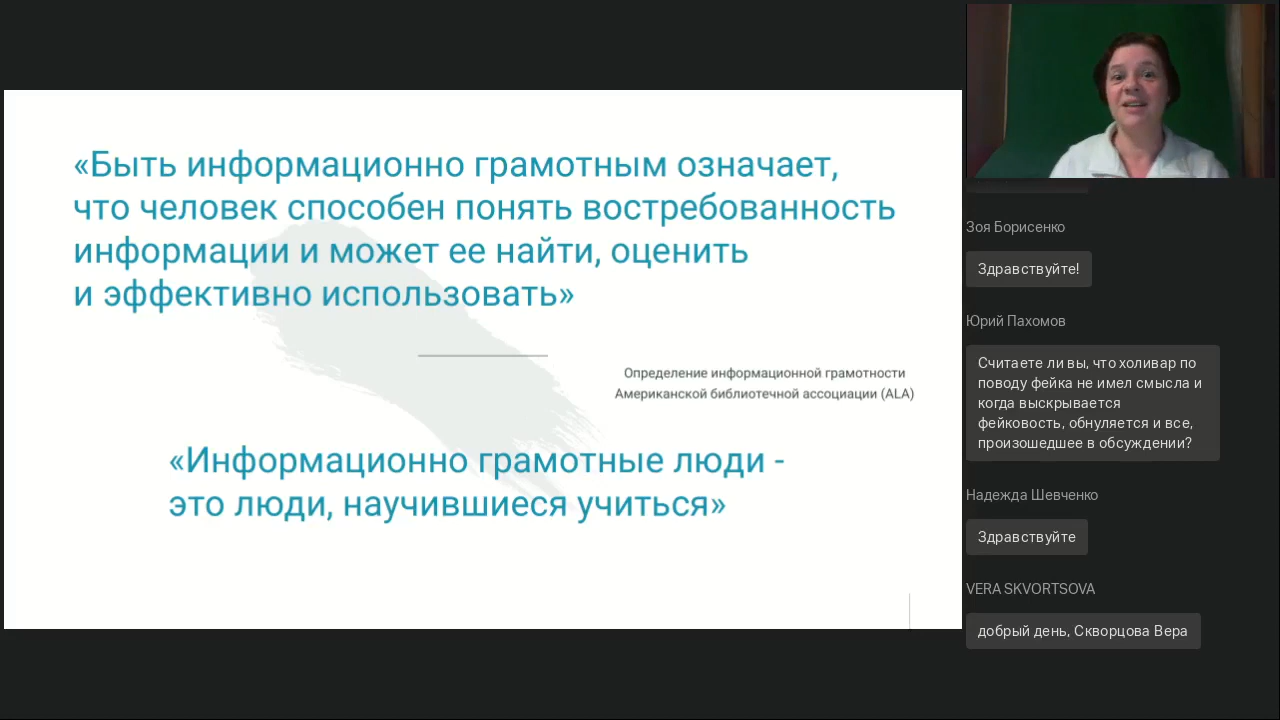 «Быть информационно грамотным означает,
что человек способен понять востребованность
информации и может ее найти, оценить
и эффективно использовать»
Определение информационной грамотности
Американской библиотечной ассоциации (ALA)
«Информационно грамотные люди -
это люди, научившиеся учиться»
Зоя Борисенко
Здравствуйте!
Юрий Пахомов
Считаете ли вы, что холивар по
поводу фейка не имел смысла и
когда выскрывается
фейковость, обнуляется и все,
произошедшее в обсуждении?
Надежда Шевченко
Здравствуйте
VERA SKVORTSOVA
добрый день, Скворцова Вера